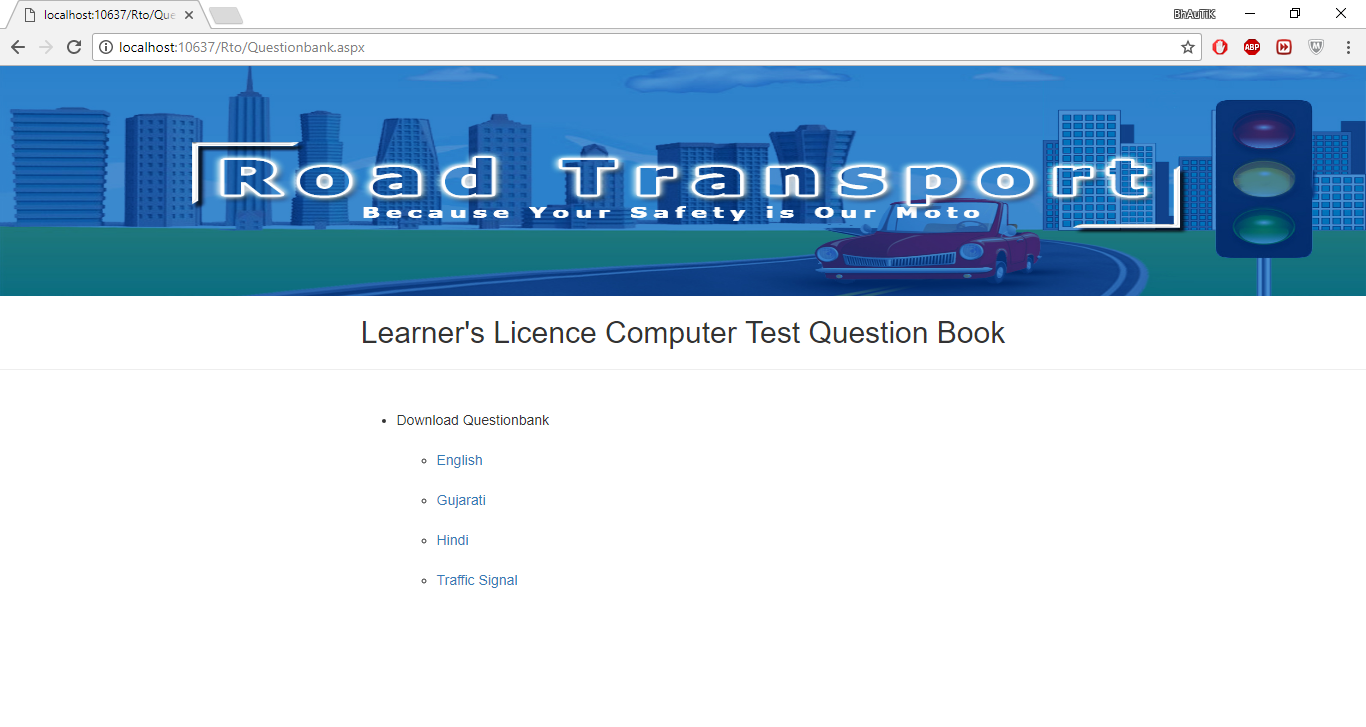 localhost:10637/Rto/Que
BhAuTiK
localhost:10637/Rto/Questionbank.aspx
ABP
Road Transport
Because Your Safety is Our Moto
Learner's Licence Computer Test Question Book
Download Questionbank
English
Gujarati
Hindi
Traffic Signal